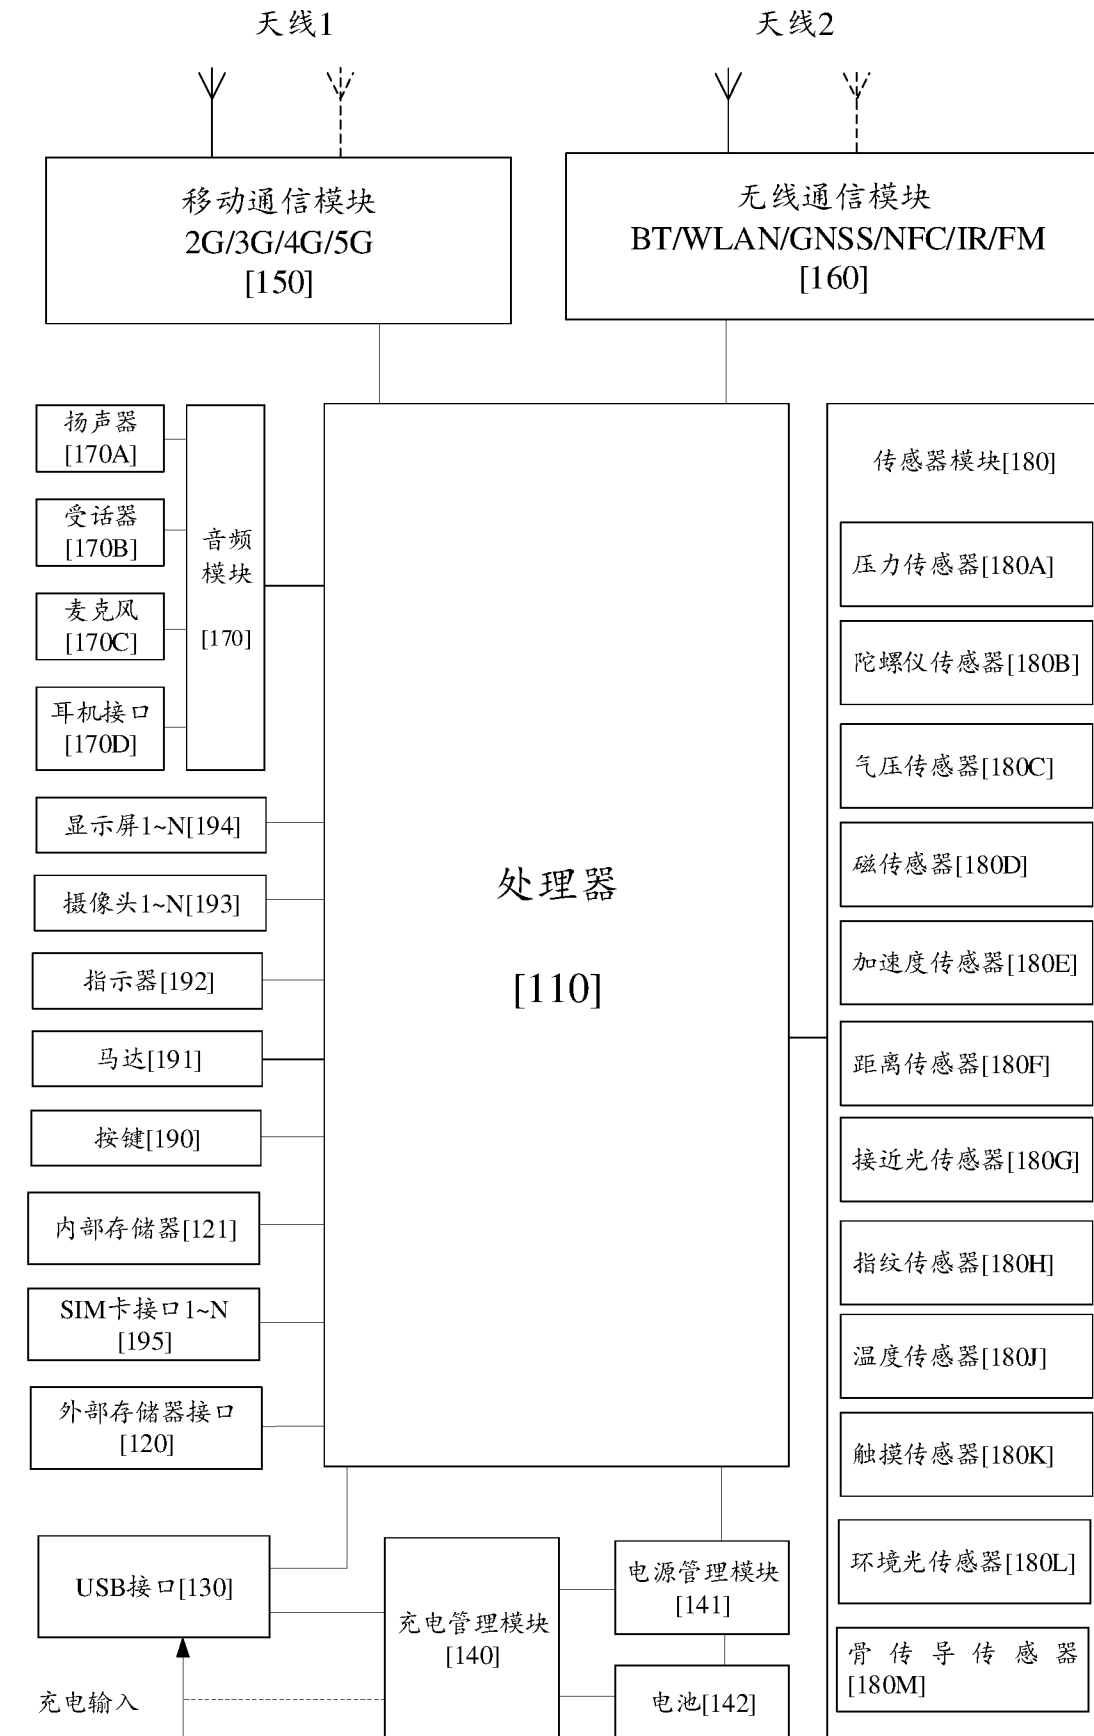 天线1
天线2
移动通信模块
2G/3G/4G/5G
[150]
无线通信模块
BT/WLAN/GNSS/NFC/IR/FM
[160]
扬声器
[170A]
受话器
[170B]
麦克风
[170C]
耳机接口
[170D]
音频
模块
[170]
显示屏1~N[194]
摄像头1~N[193]
指示器[192]
马达[191]
按键[190]
内部存储器[121]
SIM卡接口1~N
[195]
外部存储器接口
[120]
处理器
[110]
传感器模块[180]
压力传感器[180A]
陀螺仪传感器[180B]
气压传感器[180C]
磁传感器[180D]
加速度传感器[180E]
距离传感器[180F]
接近光传感器[180G]
指纹传感器[180H]
温度传感器[180J]
触摸传感器[180K]
环境光传感器[180L]
骨传导传感器
[180M]
USB接口[130]
充电管理模块
[140]
电源管理模块
[141]
电池[142]
充电输入